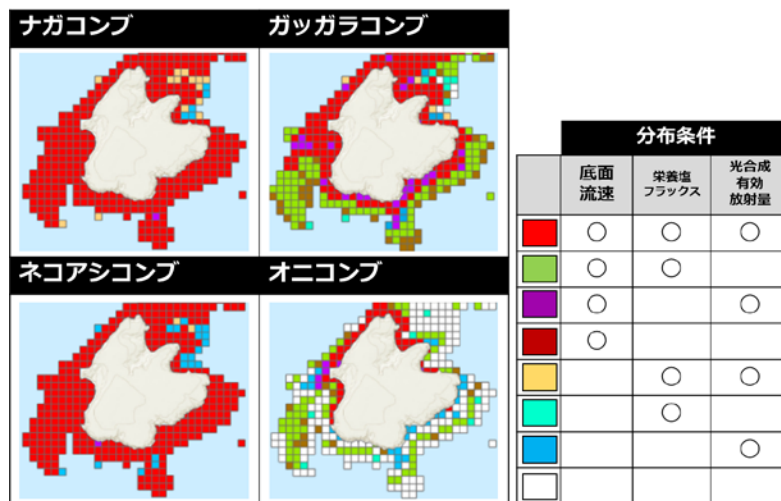 ナガコンブ
ガッガラコンブ
ネコアシコンブ
オニコンブ
分布条件
底面
流速
栄養塩
フラックス
光合成
有効
放射量
○ ○ ○
○ ○
○ ○
○
○ ○
○
○